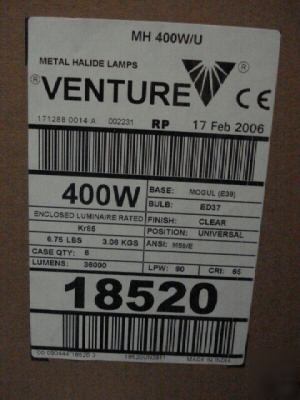 MH 400W/U
METAL HALIDE LAMPS
® VENTURE ® CE
171288 0014 A 002231 RP 17 Feb 2006
400W
ENCLOSED LUMINAIRE RATED
Kr85
6.75 LBS 3.06 KGS
CASE QTY: 6
LUMENS: 36000
BASE: MOGUL (E39)
BULB: ED37
FINISH: CLEAR
POSITION: UNIVERSAL
ANSI: M59/E
LPW: 90 CRI: 65
18520
MADE IN INDIA